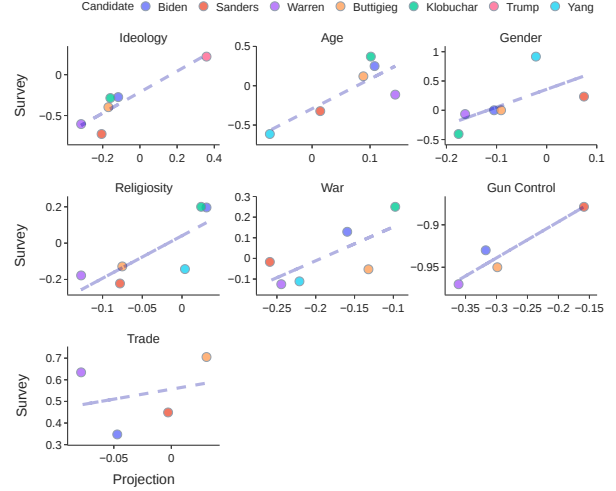 Candidate Biden Sanders Warren Buttigieg Klobuchar Trump Yang
Ideology Age Gender
Survey
0
−0.5
−0.2 0 0.2 0.4
0.5
0
−0.5
0 0.1
1
0.5
0
−0.5
−0.2 −0.1 0 0.1
Religiosity War Gun Control
Survey
0.2
0
−0.2
−0.1 −0.05 0
0.3
0.2
0.1
0
−0.1
−0.25 −0.2 −0.15 −0.1
−0.9
−0.95
−0.35 −0.3 −0.25 −0.2 −0.15
Trade
Survey
0.7
0.6
0.5
0.4
0.3
−0.05 0
Projection